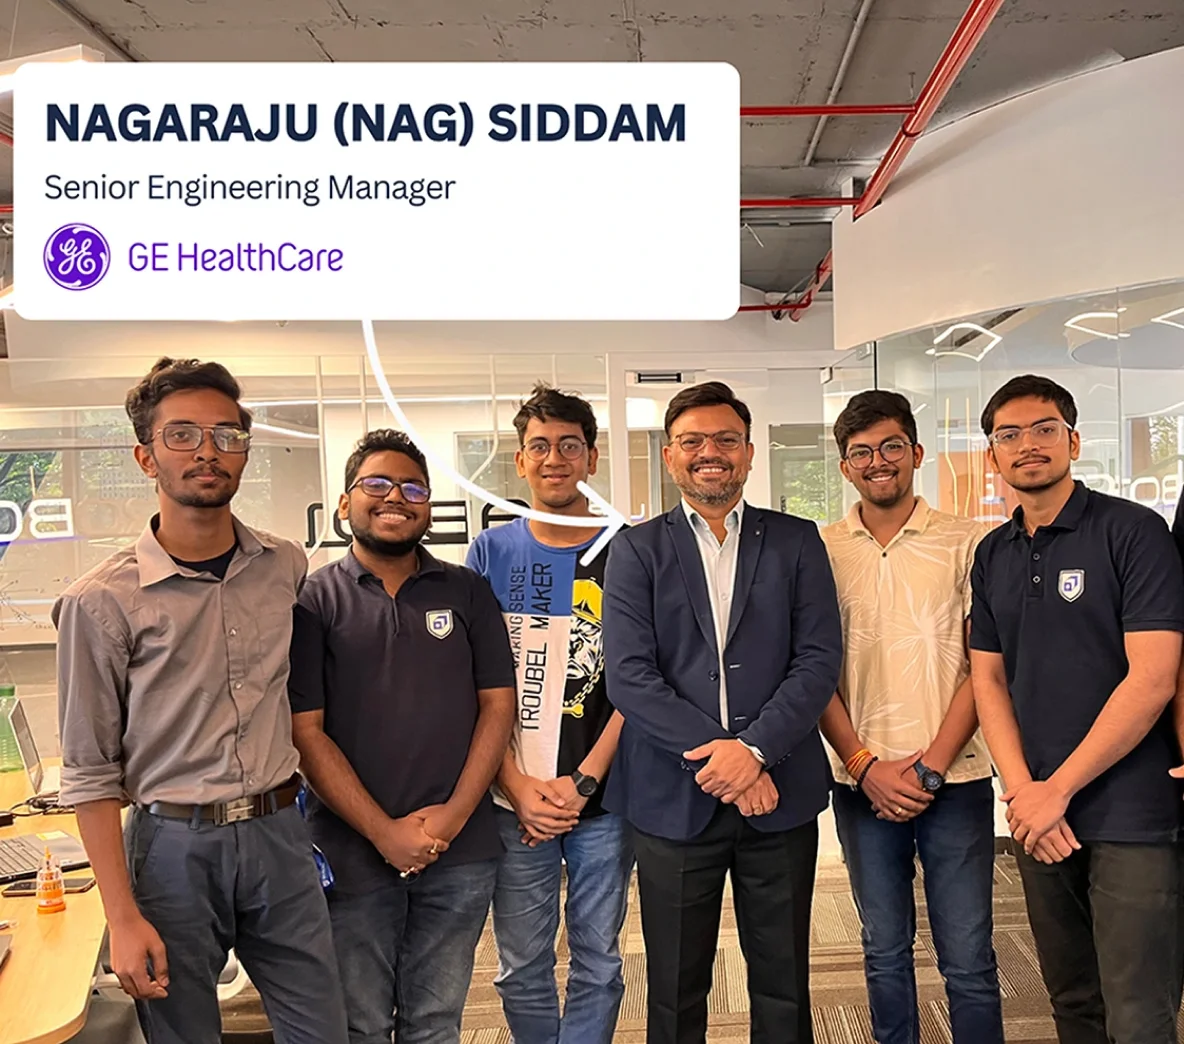 NAGARAJU (NAG) SIDDAM
Senior Engineering Manager
GE HealthCare
MAKING SENSE
TROUBEL MAKER